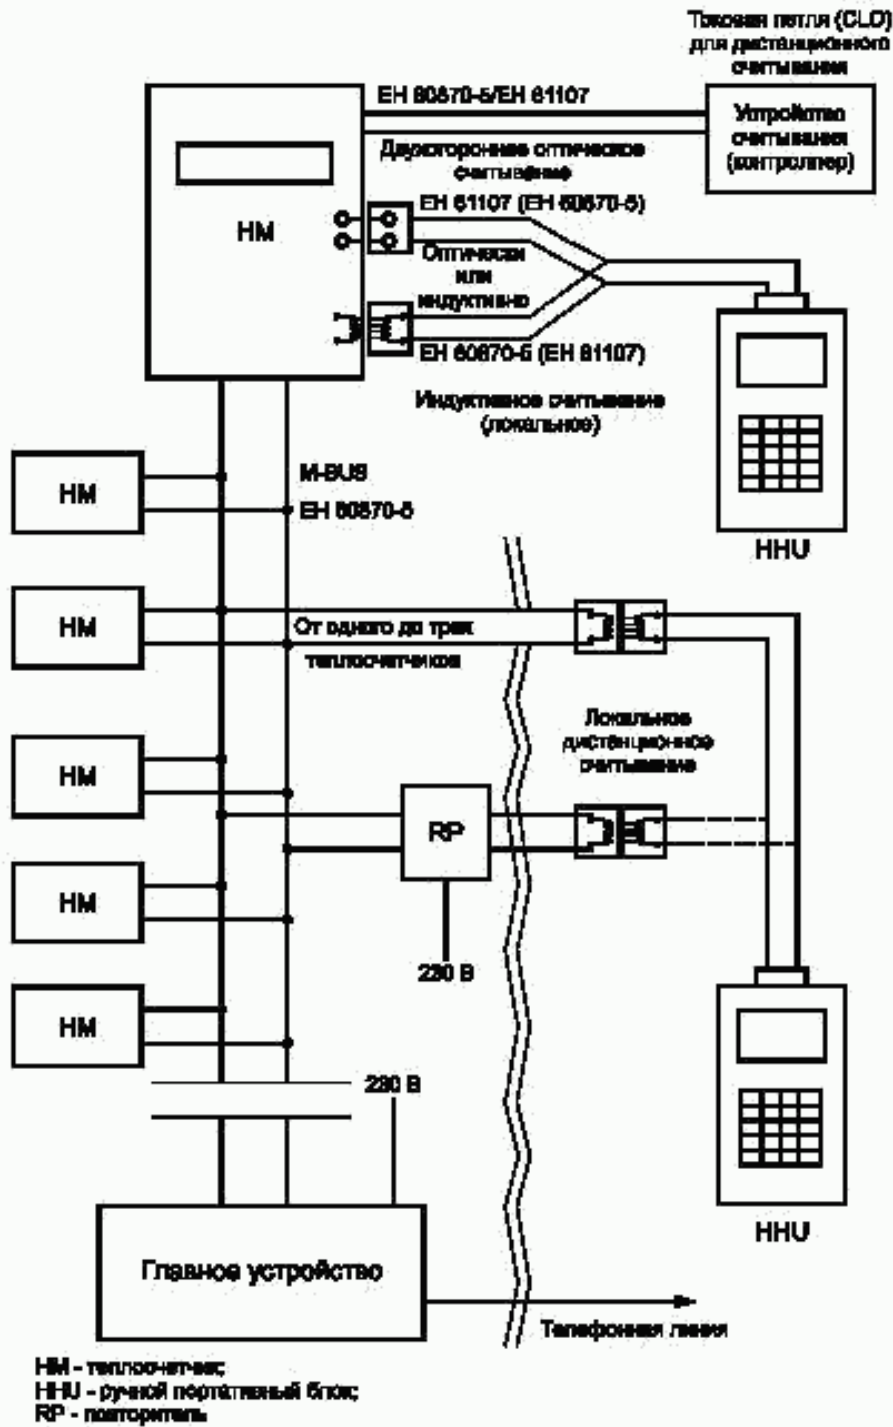 Токовая петля (CLO)
для дистанционного
считывания
ЕН 60870-5/ЕН 61107
Устройство
считывания
(контроллер)
Двухстороннее оптическое
считывание
ЕН 61107 (ЕН 60870-5)
НМ
Оптически
или
индуктивно
ЕН 60870-5 (ЕН 61107)
Индуктивное считывание
(локальное)
HHU
НМ
M-BUS
ЕН 60870-5
НМ
От одного до трех
теплосчетчиков
Локальное
дистанционное
считывание
НМ
RP
НМ
230 В
НМ
230 В
HHU
Главное устройство
Телефонная линия
НМ - теплосчетчик;
HHU - ручной портативный блок;
RP - повторитель